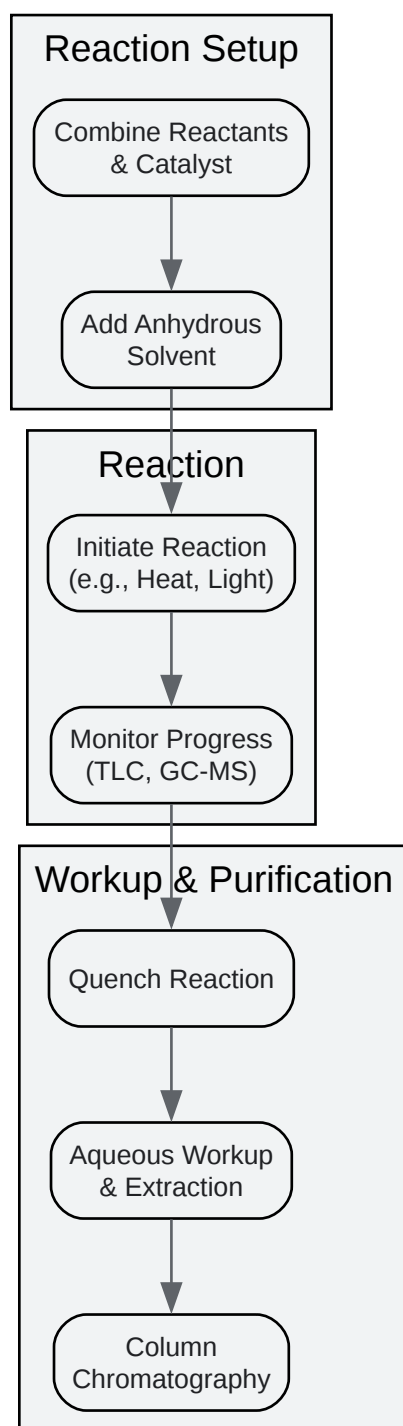 Reaction Setup
Combine Reactants
& Catalyst
Add Anhydrous
Solvent
Reaction
Initiate Reaction
(e.g., Heat, Light)
Monitor Progress
(TLC, GC-MS)
Workup & Purification
Quench Reaction
Aqueous Workup
& Extraction
Column
Chromatography